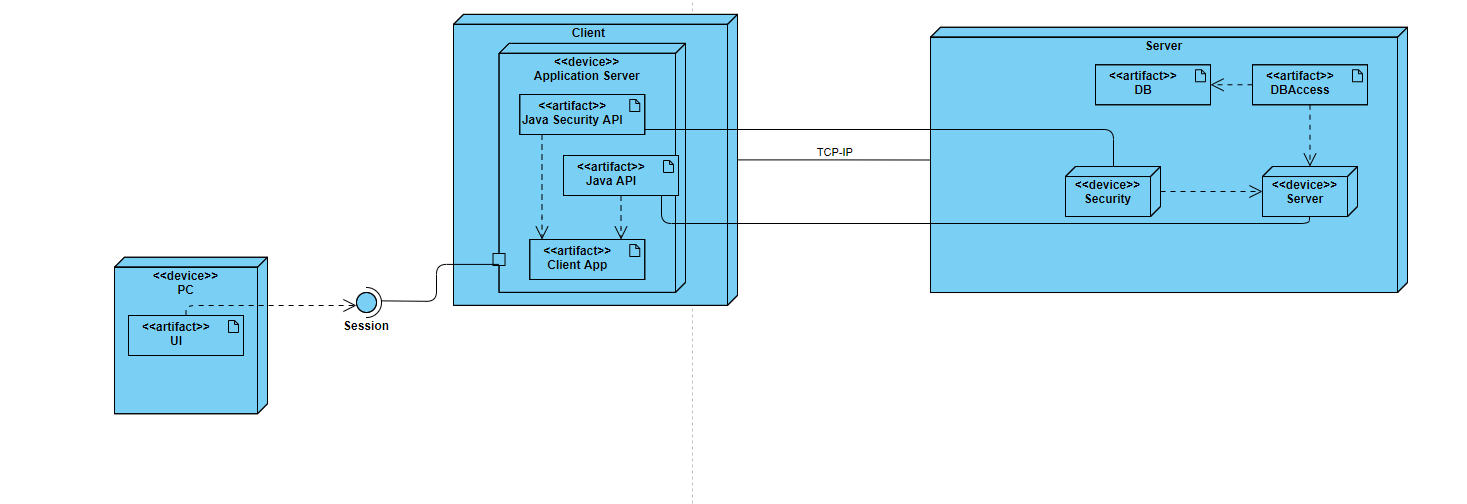 Client
<<device>>
Application Server
<<artifact>>
Java Security API
<<artifact>>
Java API
<<artifact>>
Client App
TCP-IP
Server
<<artifact>>
DB
<<artifact>>
DBAccess
<<device>>
Security
<<device>>
Server
<<device>>
PC
<<artifact>>
UI
Session